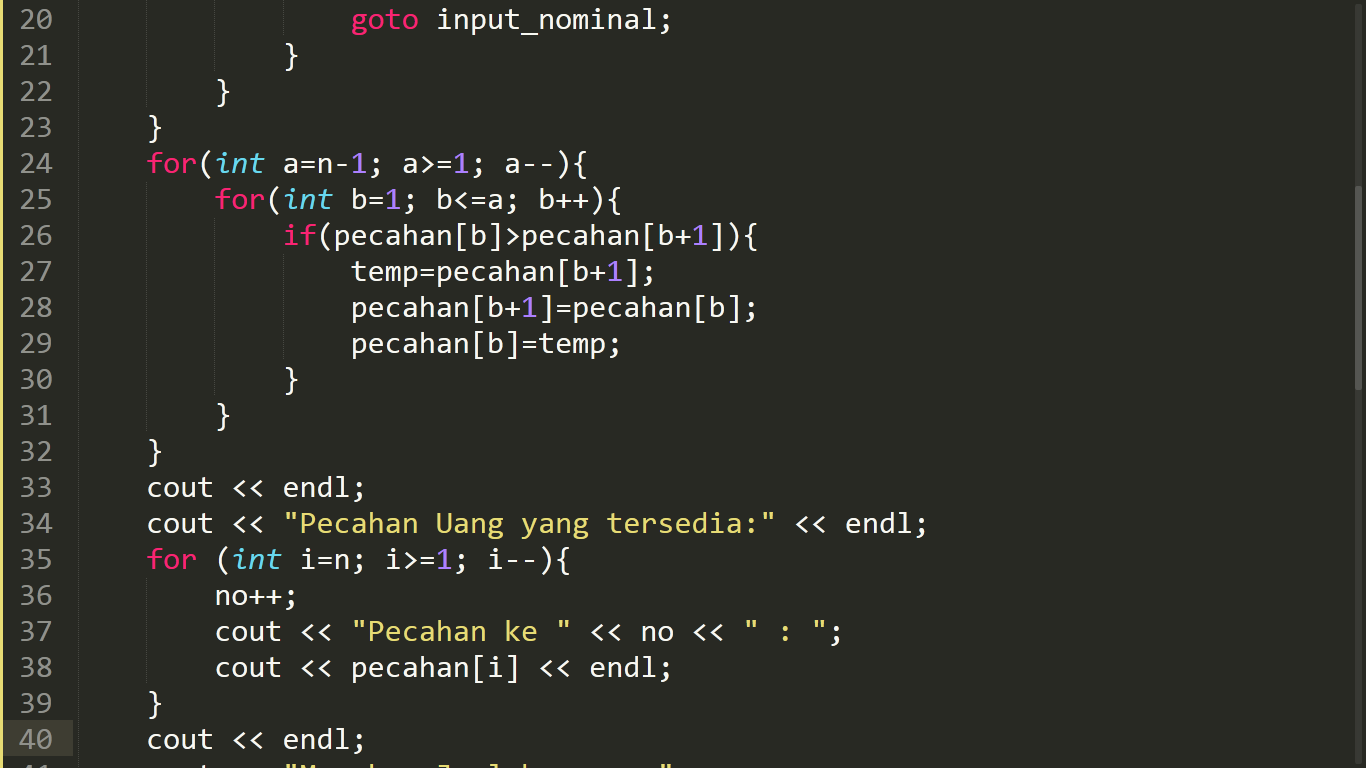 20 goto input_nominal;
21 }
22 }
23 }
24 for(int a=n-1; a>=1; a--){
25 for(int b=1; b<=a; b++){
26 if(pecahan[b]>pecahan[b+1]){
27 temp=pecahan[b+1];
28 pecahan[b+1]=pecahan[b];
29 pecahan[b]=temp;
30 }
31 }
32 }
33 cout << endl;
34 cout << "Pecahan Uang yang tersedia:" << endl;
35 for (int i=n; i>=1; i--){
36 no++;
37 cout << "Pecahan ke " << no << " : ";
38 cout << pecahan[i] << endl;
39 }
40 cout << endl;